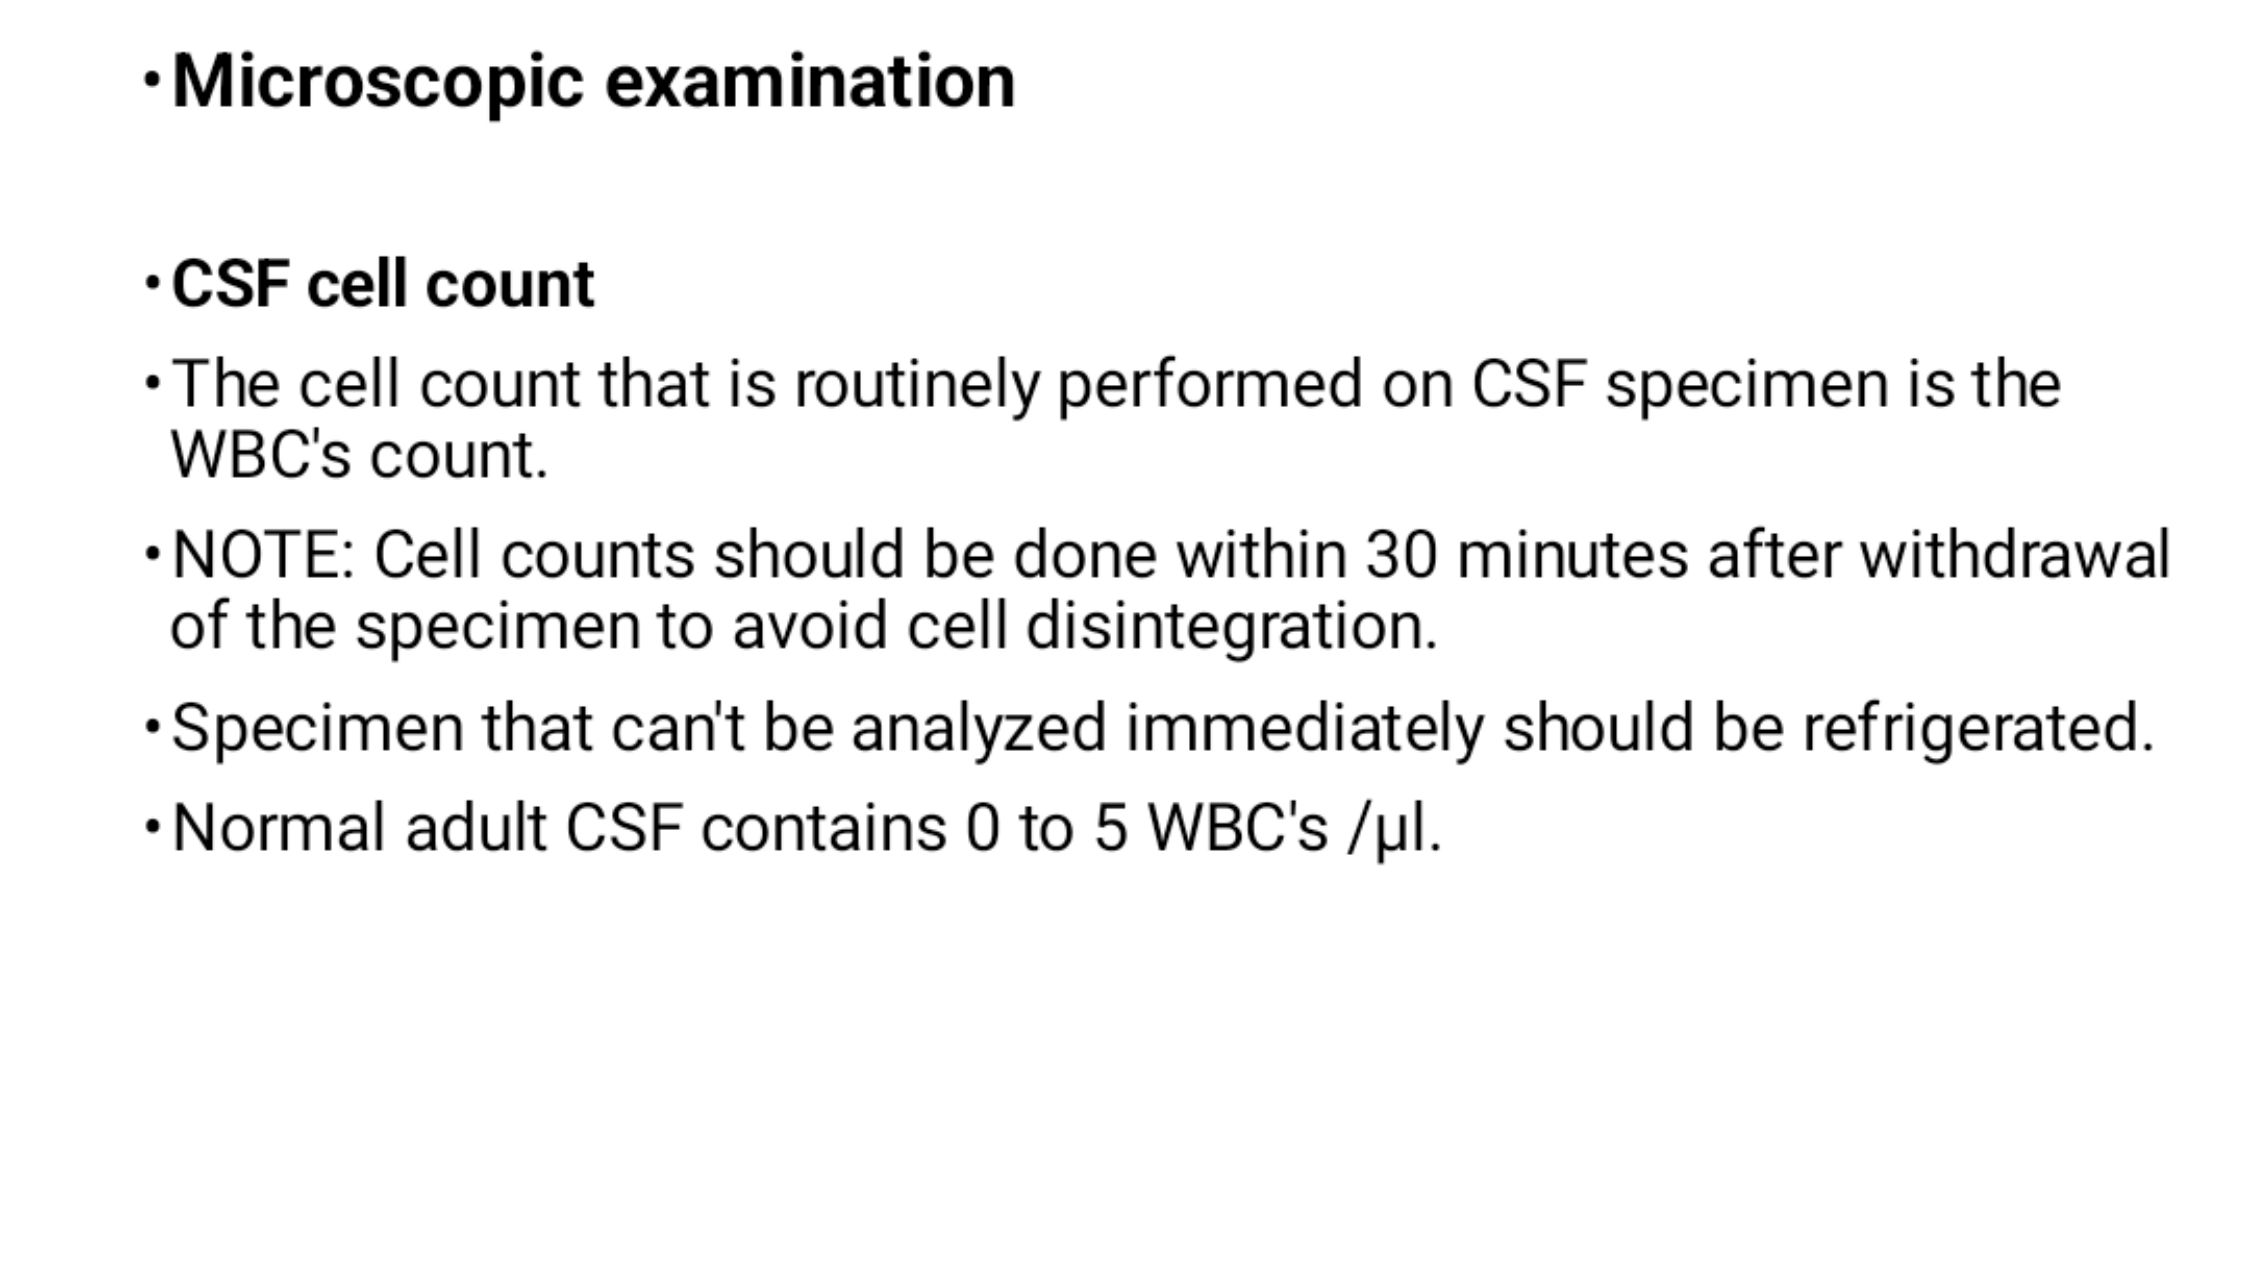 • Microscopic examination
• CSF cell count
• The cell count that is routinely performed on CSF specimen is the
WBC's count.
• NOTE: Cell counts should be done within 30 minutes after withdrawal
of the specimen to avoid cell disintegration.
• Specimen that can't be analyzed immediately should be refrigerated.
• Normal adult CSF contains 0 to 5 WBC's /µl.